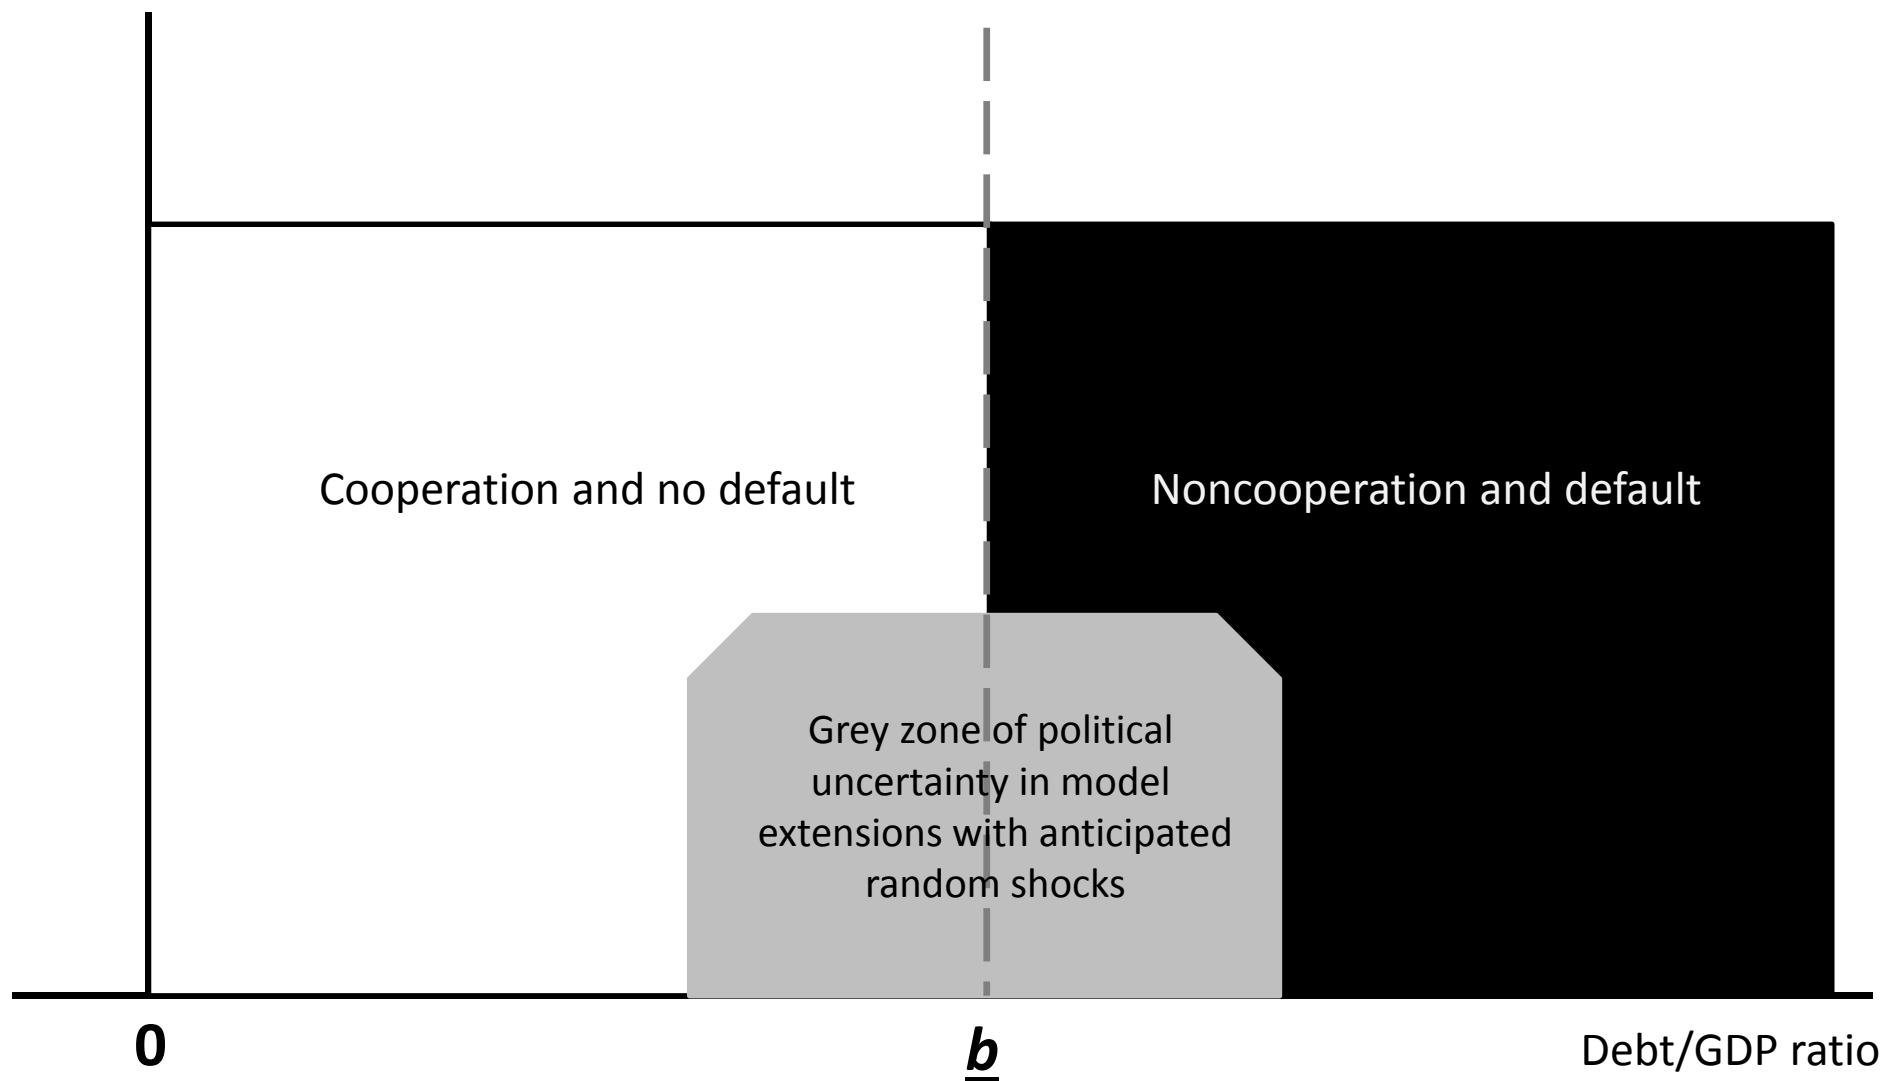 Cooperation and no default
Noncooperation and default
Grey zone of political
uncertainty in model
extensions with anticipated
random shocks
0
b
Debt/GDP ratio